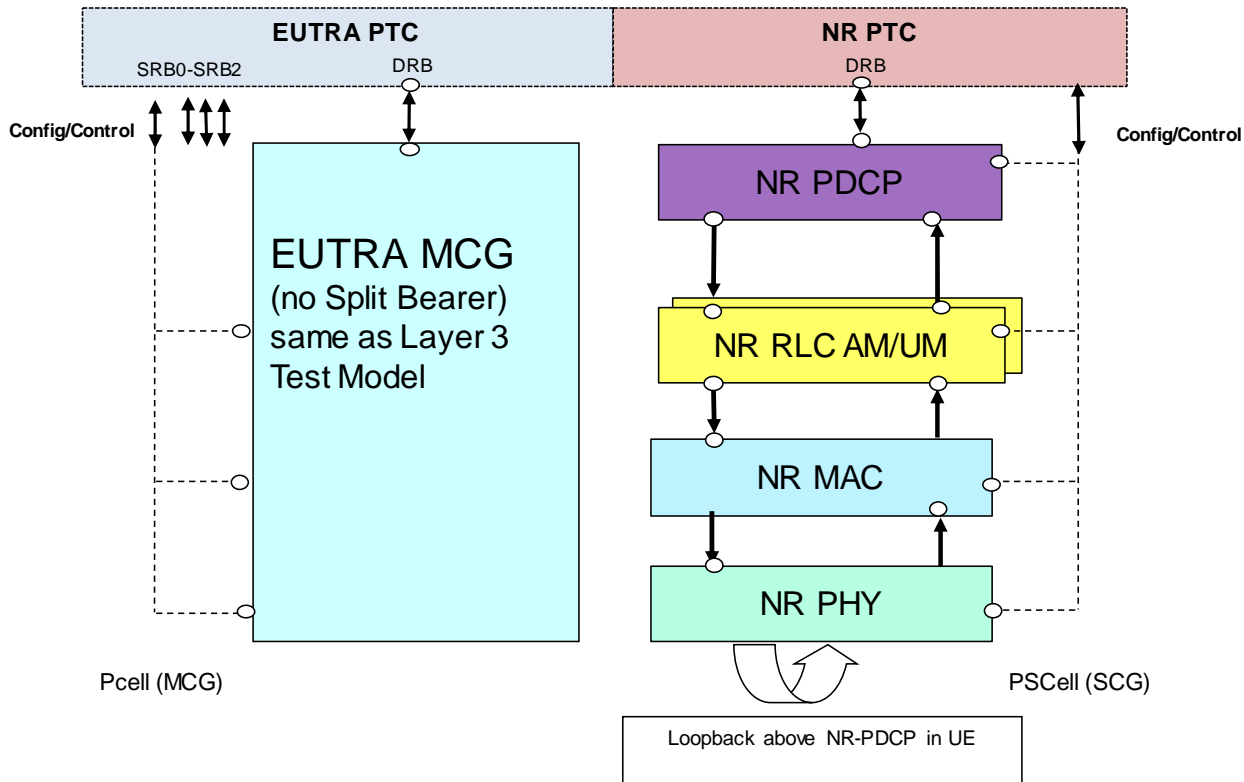 EUTRA PTC
NR PTC
SRB0-SRB2
DRB
DRB
Config/Control
Config/Control
EUTRA MCG
(no Split Bearer)
same as Layer 3
Test Model
NR PDCP
NR RLC AM/UM
NR MAC
NR PHY
Pcell (MCG)
PSCell (SCG)
Loopback above NR-PDCP in UE